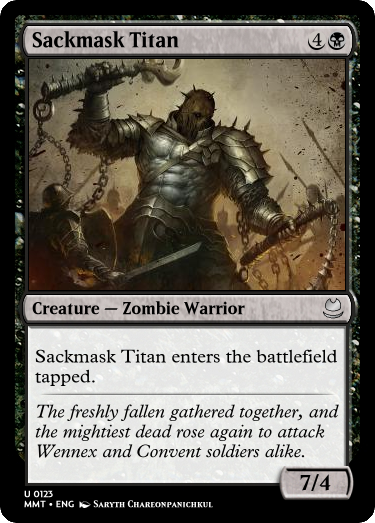 Sackmask Titan 4
Creature — Zombie Warrior
Sackmask Titan enters the battlefield
tapped.
The freshly fallen gathered together, and
the mightiest dead rose again to attack
Wennex and Convent soldiers alike.
7/4
U 0123
MMT • ENG Saryth Chareonpanichkul